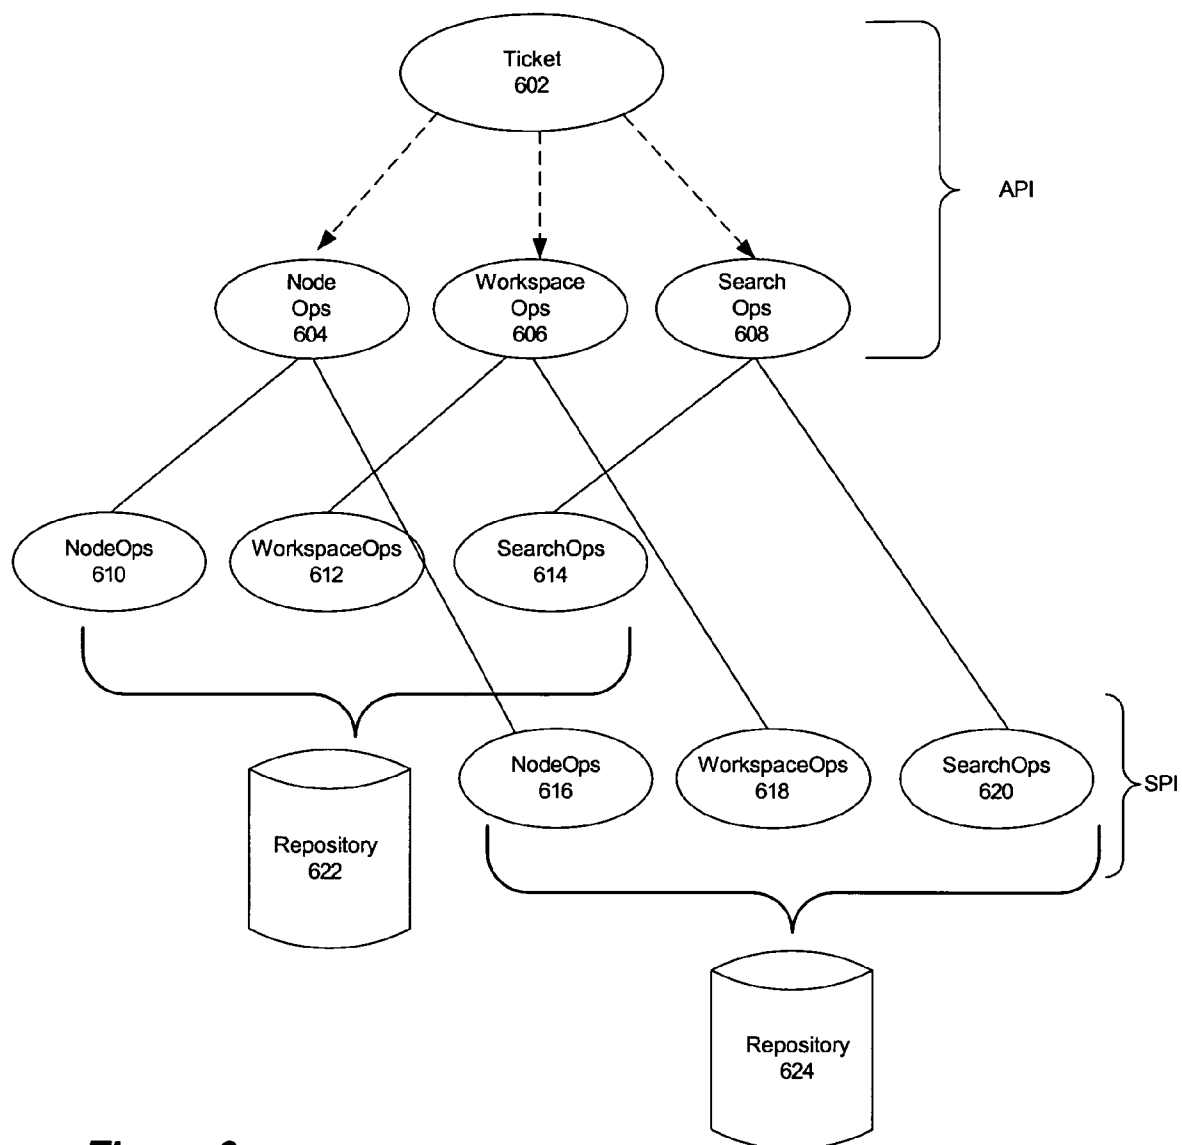 Ticket
602
API
Node
Ops
604
Workspace
Ops
606
Search
Ops
608
NodeOps
610
WorkspaceOps
612
SearchOps
614
NodeOps
616
WorkspaceOps
618
SearchOps
620
SPI
Repository
622
Repository
624